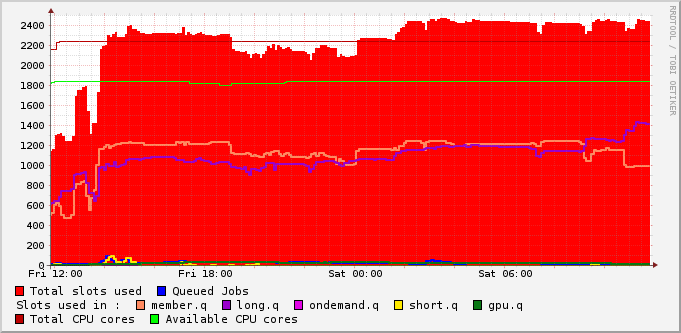 2400
2200
2000
1800
1600
1400
1200
1000
800
600
400
200
0
Fri 12:00 Fri 18:00 Sat 00:00 Sat 06:00
Total slots used Queued Jobs
Slots used in : member.q long.q ondemand.q short.q gpu.q
Total CPU cores Available CPU cores
RRDTOOL / TOBI OETIKER